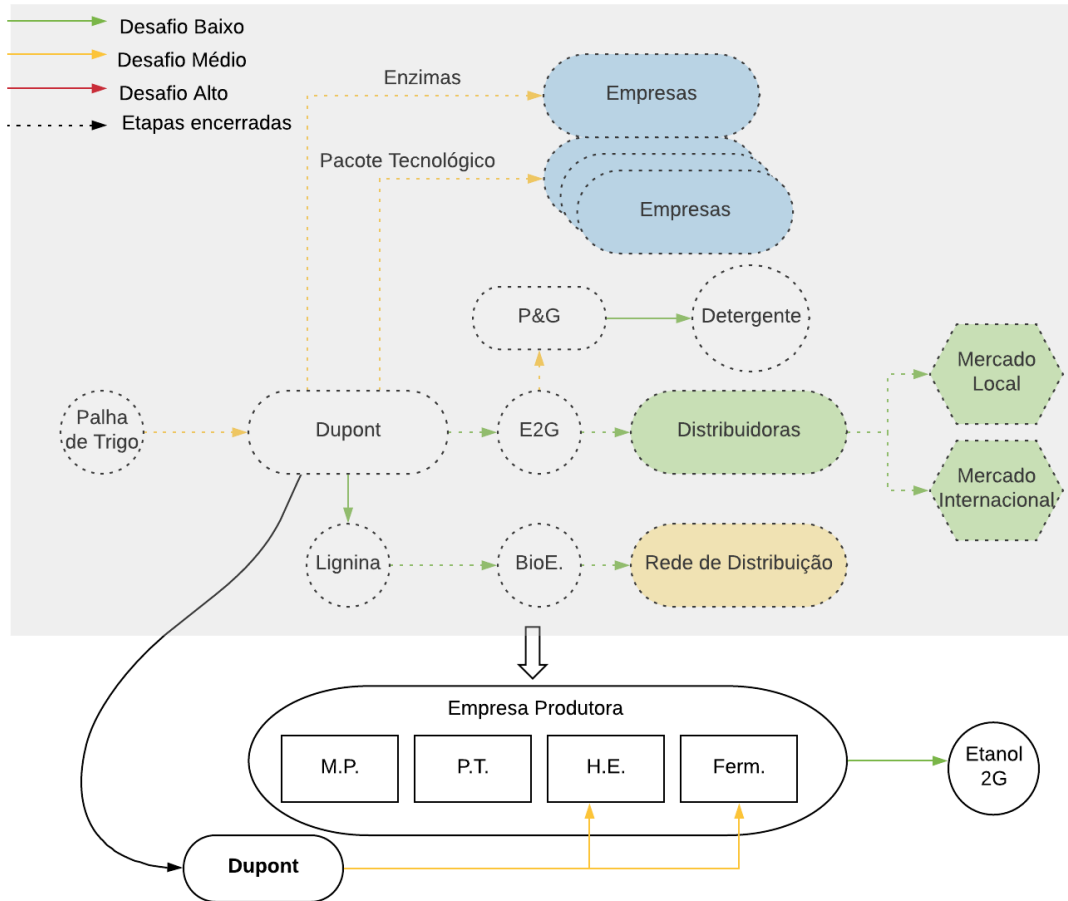 Desafio Baixo
Desafio Médio
Desafio Alto
Etapas encerradas
Enzimas
Empresas
Pacote Tecnológico
Empresas
P&G
Detergente
Palha
de Trigo
Dupont
E2G
Distribuidoras
Mercado
Local
Mercado
Internacional
Lignina
BioE.
Rede de Distribuição
Empresa Produtora
M.P.
P.T.
H.E.
Ferm.
Etanol
2G
Dupont